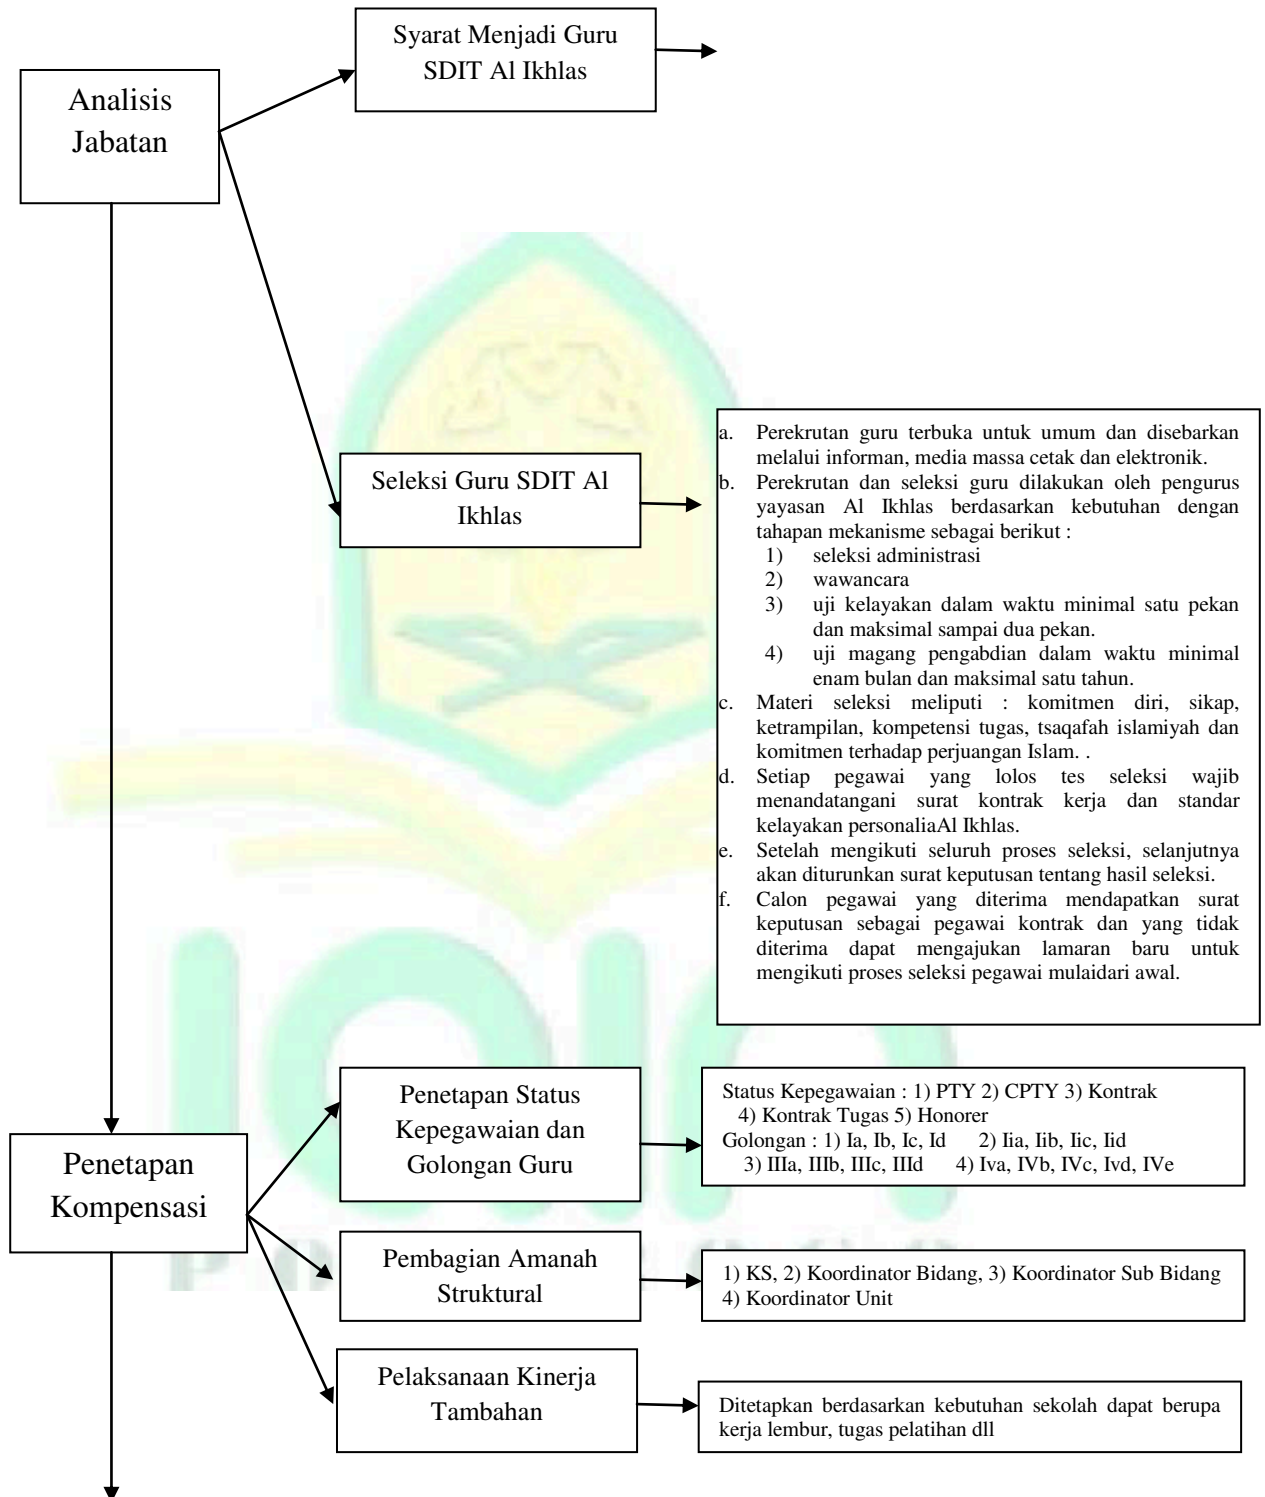 Syarat Menjadi Guru
SDIT Al Ikhlas
Analisis
Jabatan
Seleksi Guru SDIT Al
Ikhlas
a. Perekrutan guru terbuka untuk umum dan disebarkan
melalui informan, media massa cetak dan elektronik.
b. Perekrutan dan seleksi guru dilakukan oleh pengurus
yayasan Al Ikhlas berdasarkan kebutuhan dengan
tahapan mekanisme sebagai berikut :
1) seleksi administrasi
2) wawancara
3) uji kelayakan dalam waktu minimal satu pekan
dan maksimal sampai dua pekan.
4) uji magang pengabdian dalam waktu minimal
enam bulan dan maksimal satu tahun.
c. Materi seleksi meliputi : komitmen diri, sikap,
ketrampilan, kompetensi tugas, tsaqafah islamiyah dan
komitmen terhadap perjuangan Islam. .
d. Setiap pegawai yang lolos tes seleksi wajib
menandatangani surat kontrak kerja dan standar
kelayakan personaliaAl Ikhlas.
e. Setelah mengikuti seluruh proses seleksi, selanjutnya
akan diturunkan surat keputusan tentang hasil seleksi.
f. Calon pegawai yang diterima mendapatkan surat
keputusan sebagai pegawai kontrak dan yang tidak
diterima dapat mengajukan lamaran baru untuk
mengikuti proses seleksi pegawai mulaidari awal.
Penetapan
Kompensasi
Penetapan Status
Kepegawaian dan
Golongan Guru
Status Kepegawaian : 1) PTY 2) CPTY 3) Kontrak
4) Kontrak Tugas 5) Honorer
Golongan : 1) Ia, Ib, Ic, Id 2) Iia, Iib, Iic, Iid
3) IIIa, IIIb, IIIc, IIId 4) Iva, IVb, IVc, Ivd, IVe
Pembagian Amanah
Struktural
1) KS, 2) Koordinator Bidang, 3) Koordinator Sub Bidang
4) Koordinator Unit
Pelaksanaan Kinerja
Tambahan
Ditetapkan berdasarkan kebutuhan sekolah dapat berupa
kerja lembur, tugas pelatihan dll